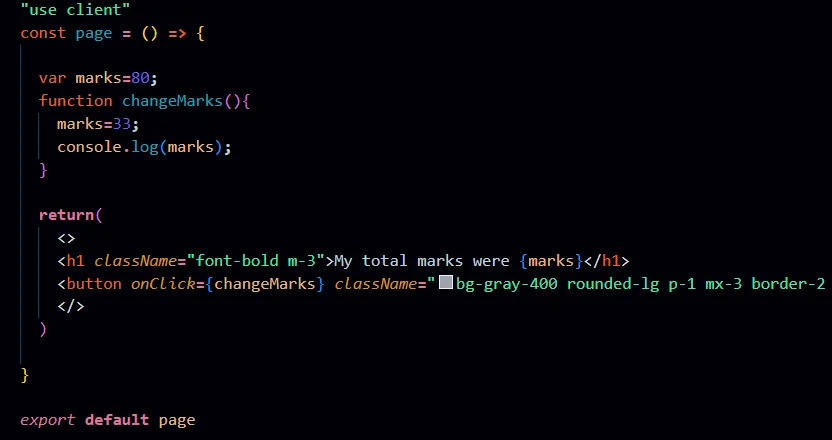 "use client"
const page = () => {
var marks=80;
function changeMarks(){
marks=33;
console.log(marks);
}
return(
<>
<h1 className="font-bold m-3">My total marks were {marks}</h1>
<button onClick={changeMarks} className="bg-gray-400 rounded-lg p-1 mx-3 border-2
</>
)
}
export default page